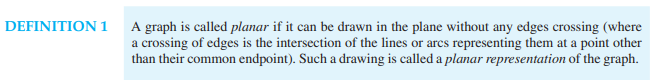 DEFINITION 1 A graph is called planar if it can be drawn in the plane without any edges crossing (where
a crossing of edges is the intersection of the lines or arcs representing them at a point other
than their common endpoint). Such a drawing is called a planar representation of the graph.